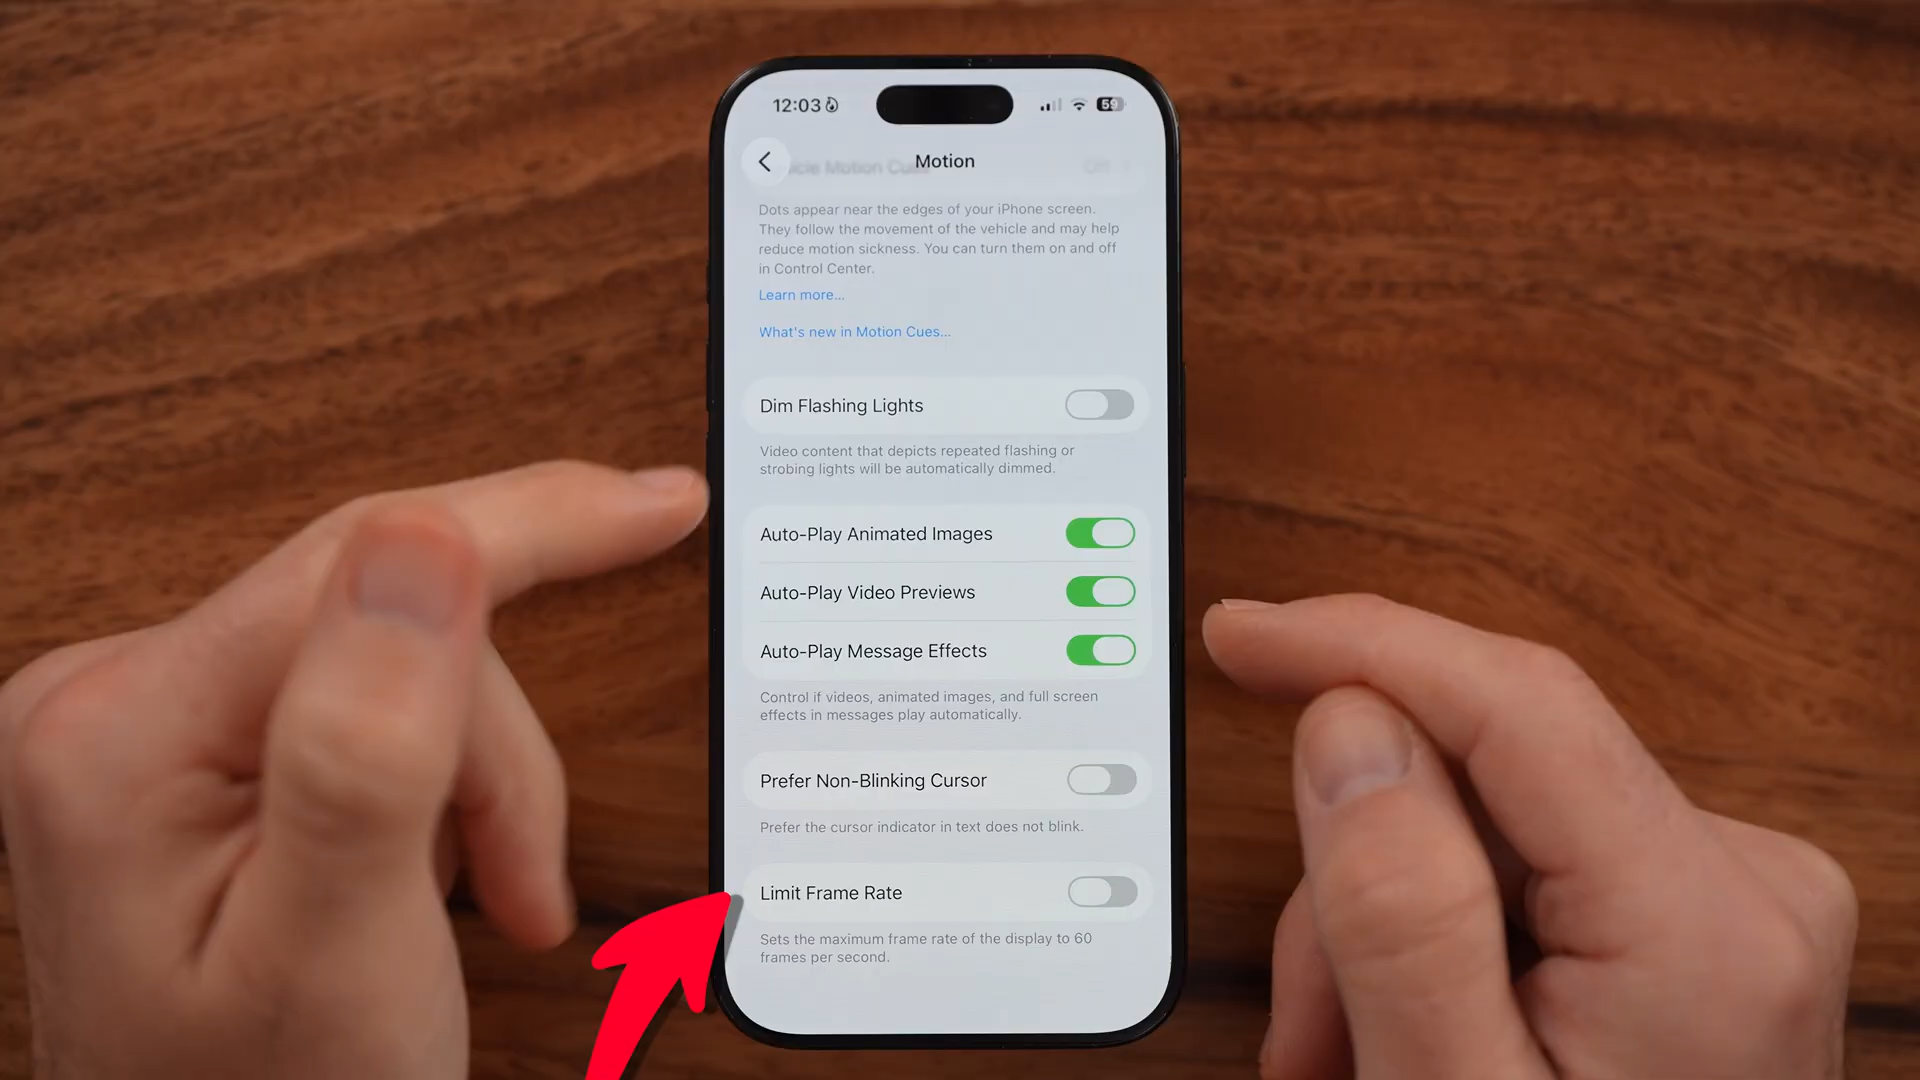 12:03
59
Motion
Vehicle Motion Cues
Off
Dots appear near the edges of your iPhone screen.
They follow the movement of the vehicle and may help
reduce motion sickness. You can turn them on and off
in Control Center.
Learn more...
What's new in Motion Cues...
Dim Flashing Lights
Video content that depicts repeated flashing or
strobing lights will be automatically dimmed.
Auto-Play Animated Images
Auto-Play Video Previews
Auto-Play Message Effects
Control if videos, animated images, and full screen
effects in messages play automatically.
Prefer Non-Blinking Cursor
Prefer the cursor indicator in text does not blink.
Limit Frame Rate
Sets the maximum frame rate of the display to 60
frames per second.